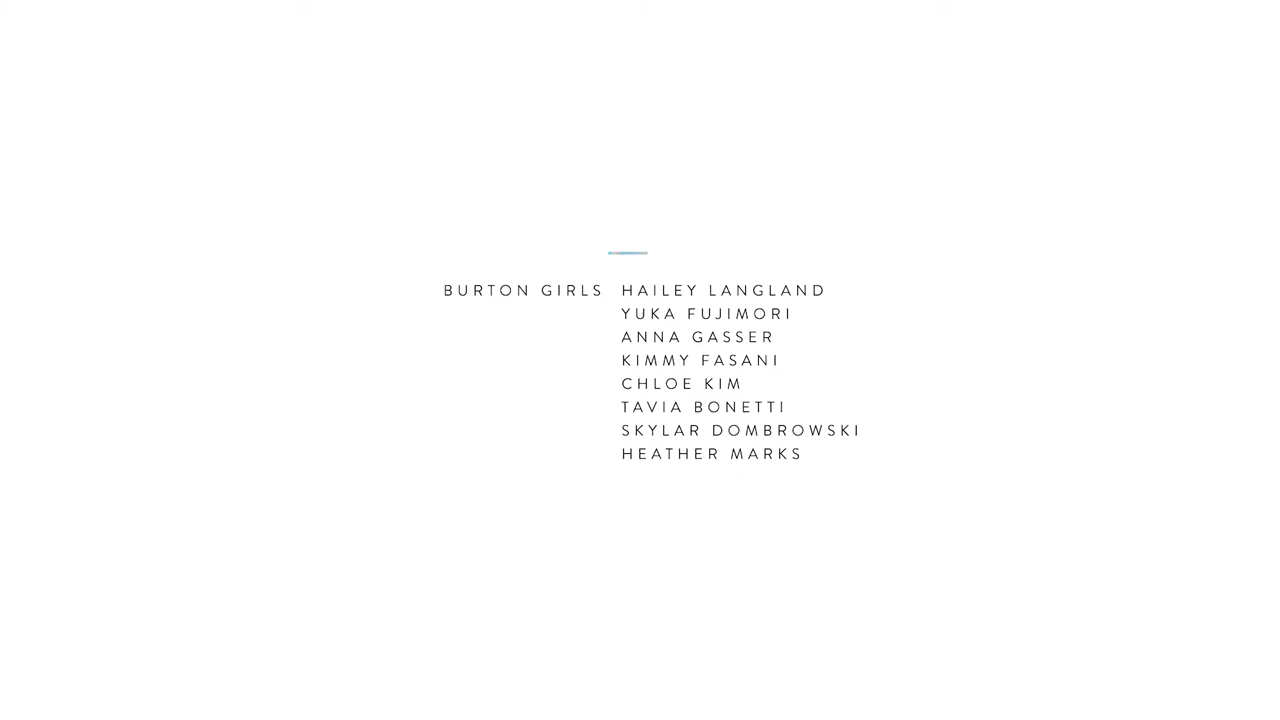 BURTON GIRLS HAILEY LANGLAND
YUKA FUJIMORI
ANNA GASSER
KIMMY FASANI
CHLOE KIM
TAVIA BONETTI
SKYLAR DOMBROWSKI
HEATHER MARKS